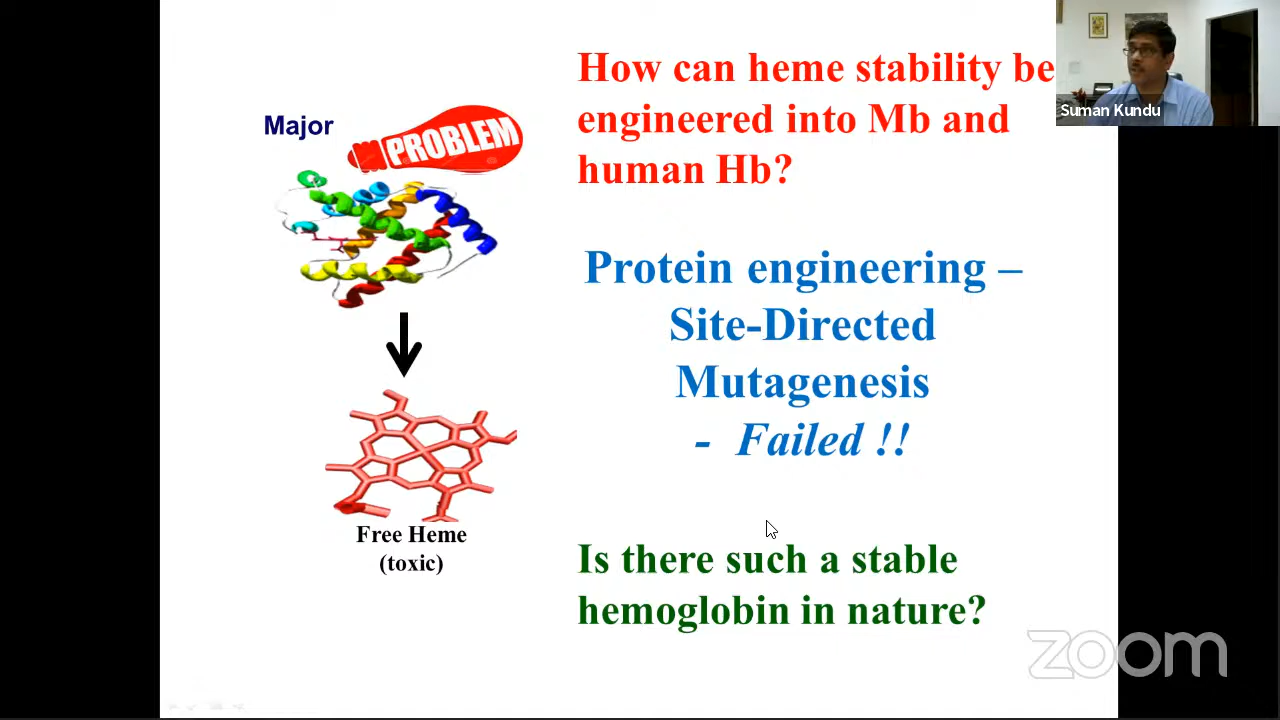 Major
PROBLEM
Free Heme
(toxic)
How can heme stability be
engineered into Mb and
human Hb?
Protein engineering –
Site-Directed
Mutagenesis
- Failed !!
Is there such a stable
hemoglobin in nature?
Suman Kundu
zoom